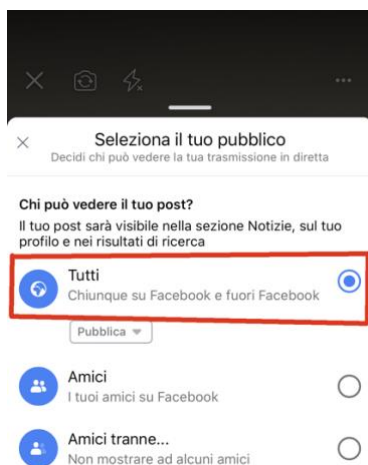 Seleziona il tuo pubblico
Decidi chi può vedere la tua trasmissione in diretta
Chi può vedere il tuo post?
Il tuo post sarà visibile nella sezione Notizie, sul tuo
profilo e nei risultati di ricerca
Tutti
Chiunque su Facebook e fuori Facebook
Pubblica
Amici
I tuoi amici su Facebook
Amici tranne...
Non mostrare ad alcuni amici